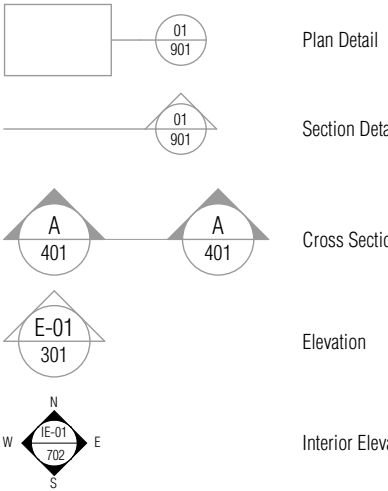 01
901
Plan Detail
01
901
Section Deta
A
401
A
401
Cross Sectio
E-01
301
Elevation
N
W
IE-01
702
E
S
Interior Eleva